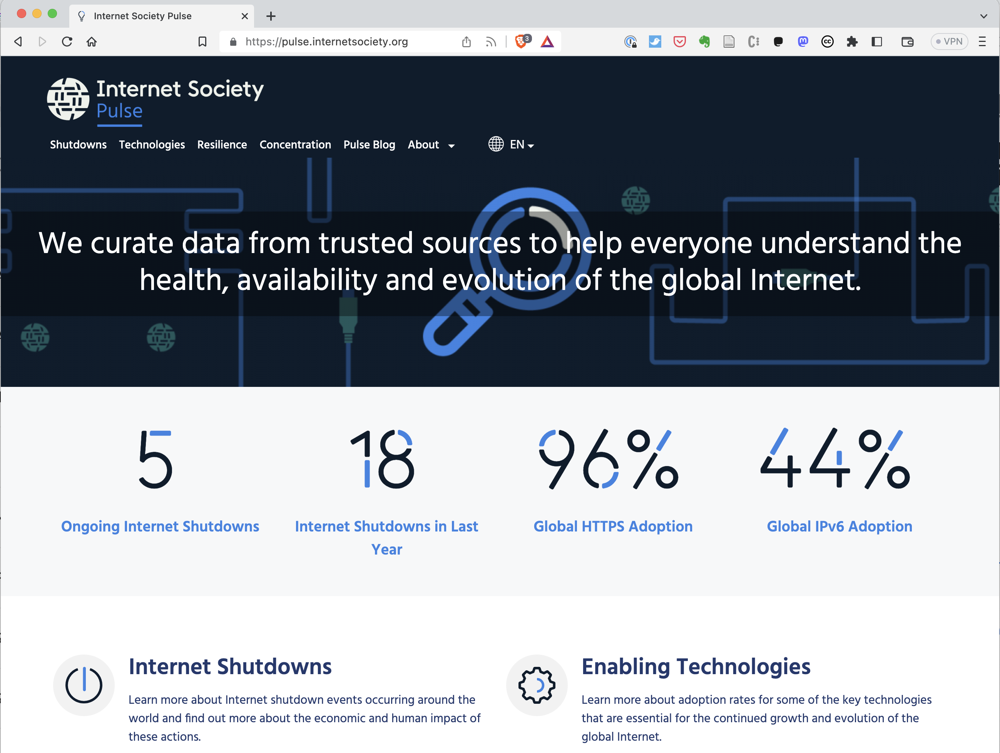 Internet Society Pulse
https://pulse.internetsociety.org
3
VPN
Internet Society
Pulse
Shutdowns Technologies Resilience Concentration Pulse Blog About EN
We curate data from trusted sources to help everyone understand the
health, availability and evolution of the global Internet.
5 18 96% 44%
Ongoing Internet Shutdowns Internet Shutdowns in Last Global HTTPS Adoption Global IPv6 Adoption
Year
Internet Shutdowns
Learn more about Internet shutdown events occurring around the
world and find out more about the economic and human impact of
these actions.
Enabling Technologies
Learn more about adoption rates for some of the key technologies
that are essential for the continued growth and evolution of the
global Internet.